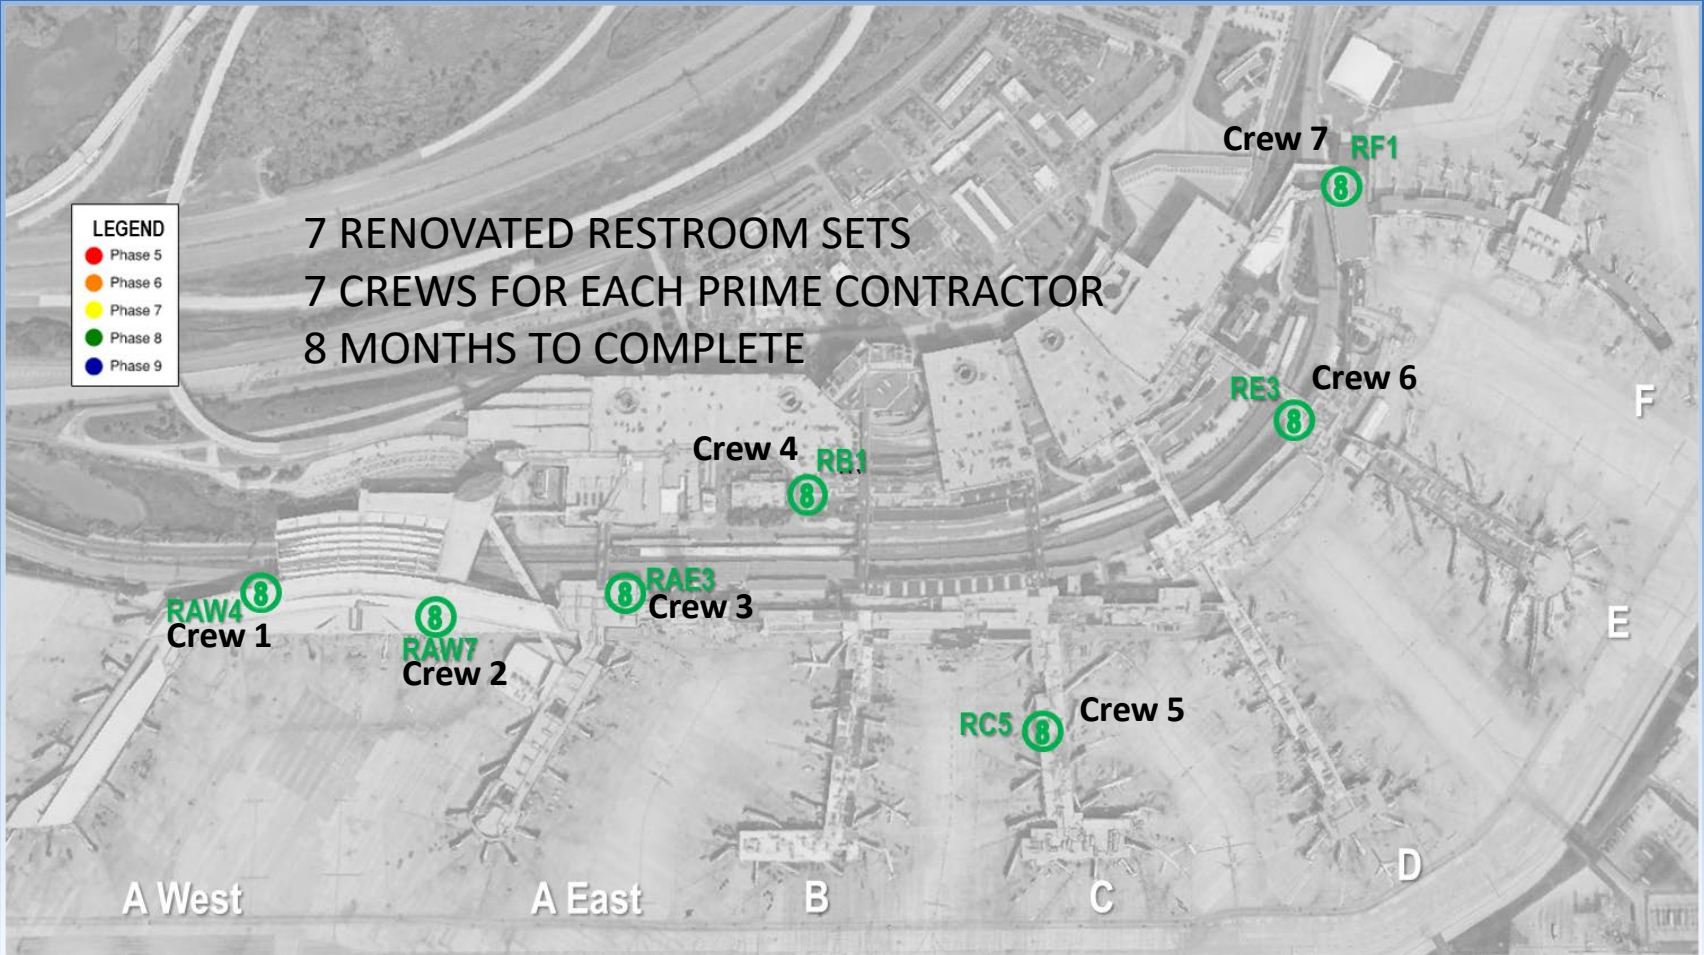 Crew 7
RF1
8
LEGEND
Phase 5
Phase 6
Phase 7
Phase 8
Phase 9
7 RENOVATED RESTROOM SETS
7 CREWS FOR EACH PRIME CONTRACTOR
8 MONTHS TO COMPLETE
RE3
Crew 6
8
F
Crew 4
RB1
8
RAW4
8
Crew 1
8
RAW7
Crew 2
8
RAE3
Crew 3
E
RC5
8
Crew 5
A West
A East
B
C
D